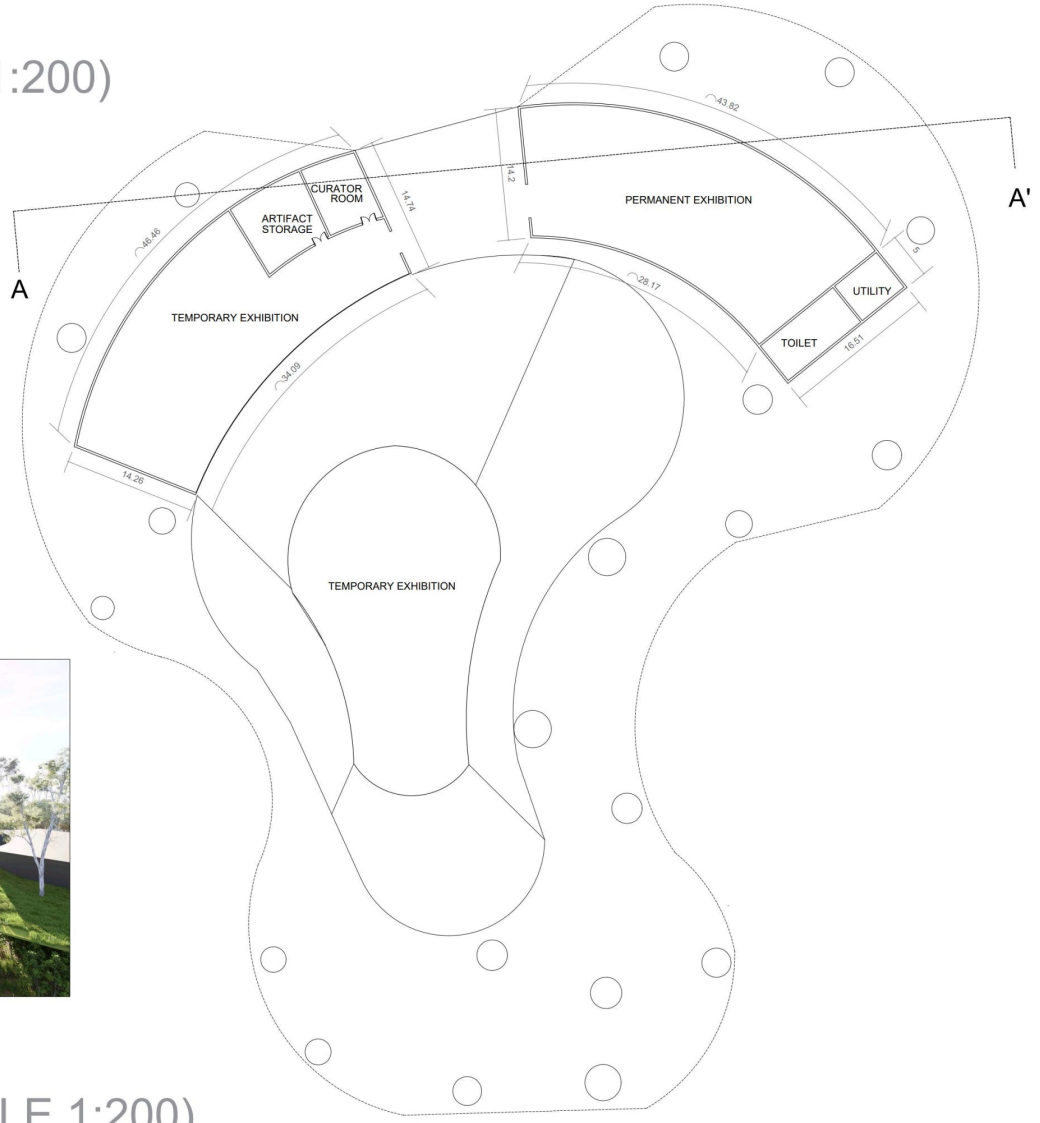 :200)
43.82
A'
14.2
CURATOR
ROOM
14.74
PERMANENT EXHIBITION
ARTIFACT
STORAGE
46.46
5
A
28.17
UTILITY
TEMPORARY EXHIBITION
TOILET
16.51
34.09
14.26
TEMPORARY EXHIBITION
LE 1:200)